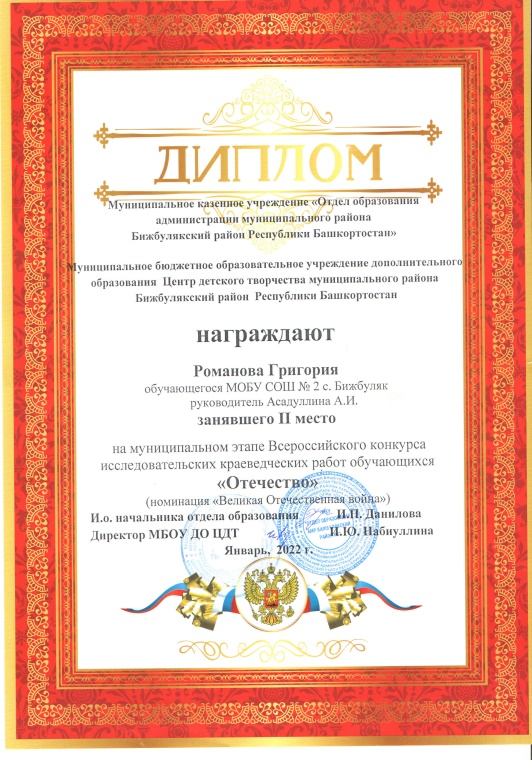 ДИПЛОМ
Муниципальное казенное учреждение «Отдел образования
администрации муниципального района
Бижбулякский район Республики Башкортостан»
Муниципальное бюджетное образовательное учреждение дополнительного
образования Центр детского творчества муниципального района
Бижбулякский район Республики Башкортостан
награждают
Романова Григория
обучающегося МОБУ СОШ № 2 с. Бижбуляк
руководитель Асадуллина А.И.
занявшего II место
на муниципальном этапе Всероссийского конкурса
исследовательских краеведческих работ обучающихся
«Отечество»
(номинация «Великая Отечественная война»)
И.о. начальника отдела образования И.П. Данилова
Директор МБОУ ДО ЦДТ И.Ю. Набиуллина
Январь, 2022 г.